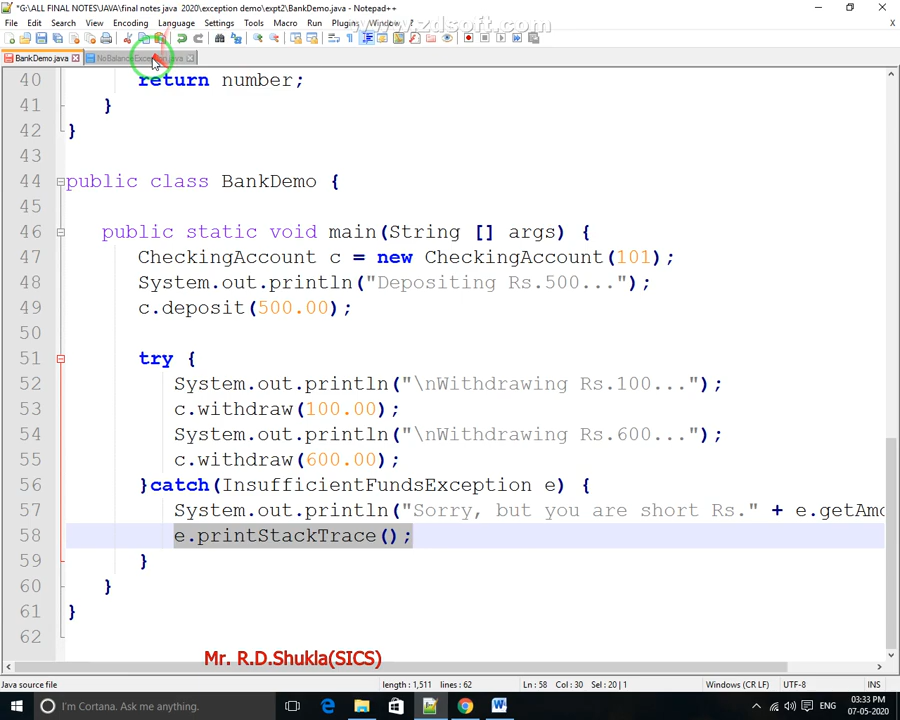 *G:\ALL FINAL NOTES\JAVA\final notes java 2020\exception demo\expt2\BankDemo.java - Notepad++
File Edit Search View Encoding Language Settings Tools Macro Run Plugins Window ?
www.zdsoft.com
BankDemo.java NoBalanceException.java
40 return number;
41 }
42 }
43
44 public class BankDemo {
45
46 public static void main(String [] args) {
47 CheckingAccount c = new CheckingAccount(101);
48 System.out.println("Depositing Rs.500...");
49 c.deposit(500.00);
50
51 try {
52 System.out.println("\nWithdrawing Rs.100...");
53 c.withdraw(100.00);
54 System.out.println("\nWithdrawing Rs.600...");
55 c.withdraw(600.00);
56 }catch(InsufficientFundsException e) {
57 System.out.println("Sorry, but you are short Rs." + e.getAmo
58 e.printStackTrace();
59 }
60 }
61 }
62
Mr. R.D.Shukla(SICS)
Java source file length : 1,511 lines : 62 Ln : 58 Col : 30 Sel : 20 | 1 Windows (CR LF) UTF-8 INS
I'm Cortana. Ask me anything. ENG 03:33 PM
07-05-2020